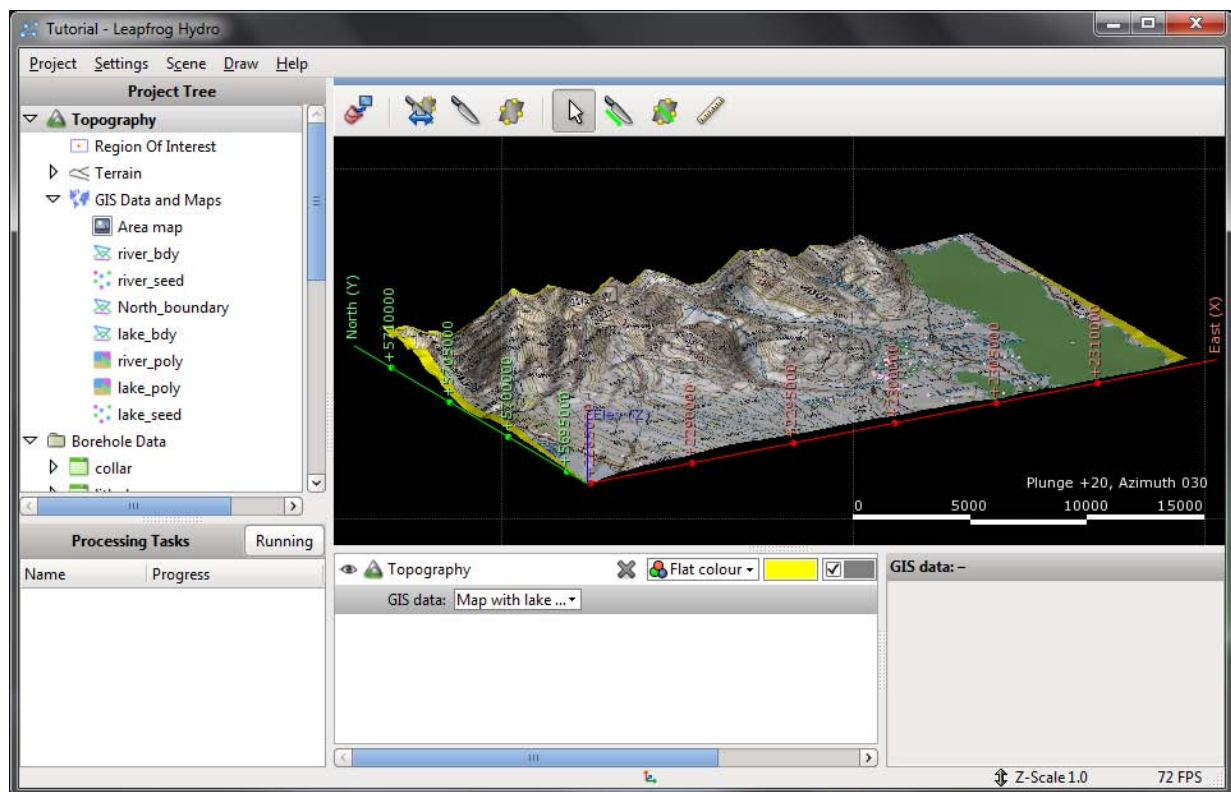 Tutorial - Leapfrog Hydro
Project Settings Scene Draw Help
Project Tree
Topography
Region Of Interest
Terrain
GIS Data and Maps
Area map
river_bdy
river_seed
North_boundary
lake_bdy
river_poly
lake_poly
lake_seed
Borehole Data
collar
Processing Tasks
Running
Name Progress
North (Y)
+5710000
+5705000
+5700000
+5695000
Elev (Z)
+2290000
+2295000
+2300000
+2305000
+2310000
East (X)
Plunge +20, Azimuth 030
0 5000 10000 15000
Topography
Flat colour
GIS data: Map with lake ...
GIS data: –
Z-Scale 1.0
72 FPS